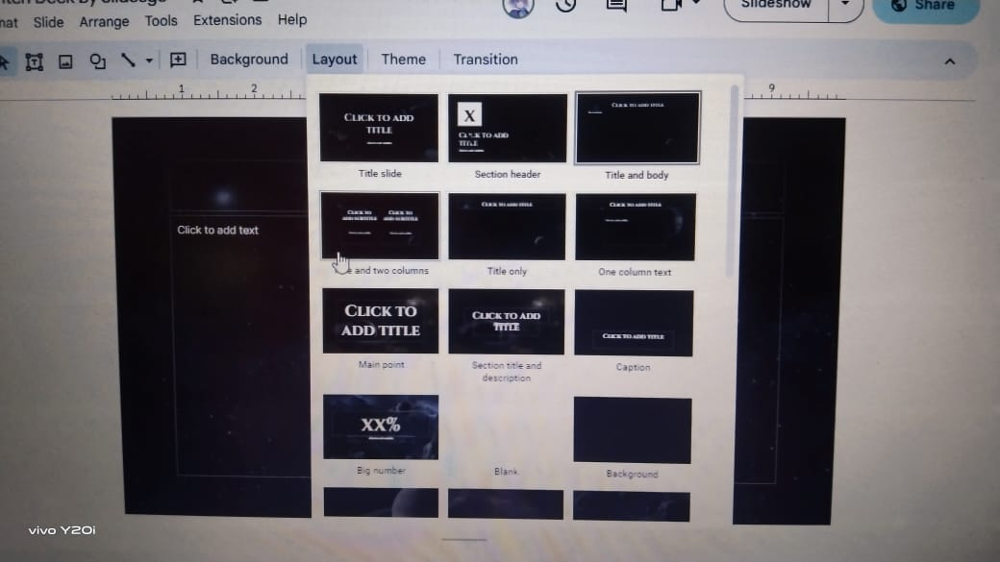 Slideshow
Share
Slide Arrange Tools Extensions Help
Background Layout Theme Transition
1 2 9
CLICK TO ADD
TITLE
Title slide
X
CLICK TO ADD
TITLE
Section header
CLICK TO ADD TITLE
Title and body
CLICK TO
ADD SUBTITLE
CLICK TO
ADD SUBTITLE
and two columns
CLICK TO ADD TITLE
Title only
CLICK TO ADD TITLE
One column text
Click to add text
CLICK TO
ADD TITLE
Main point
CLICK TO ADD
TITLE
Section title and
description
CLICK TO ADD TITLE
Caption
XX%
Big number
Blank
Background
vivo Y20i